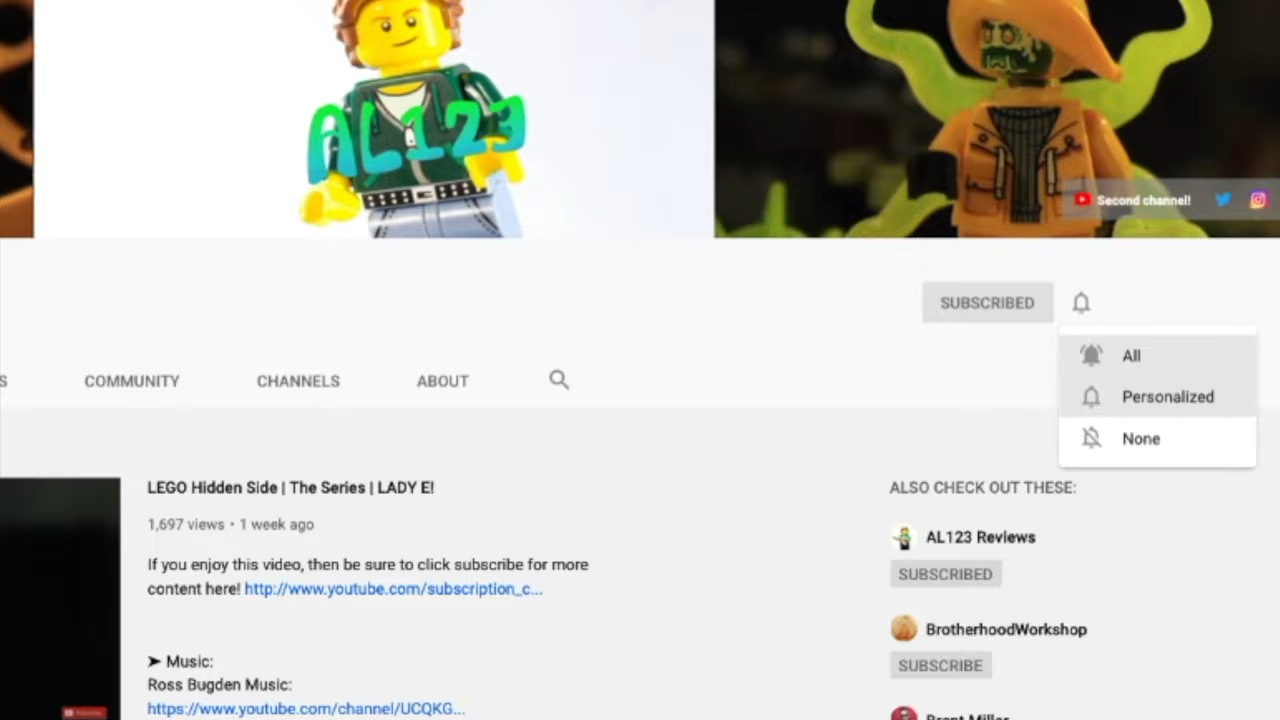 AL123
Second channel!
SUBSCRIBED
All
Personalized
None
S
COMMUNITY
CHANNELS
ABOUT
LEGO Hidden Side | The Series | LADY E!
1,697 views • 1 week ago
If you enjoy this video, then be sure to click subscribe for more
content here! http://www.youtube.com/subscription_c...
➤ Music:
Ross Bugden Music:
https://www.youtube.com/channel/UCQKG...
ALSO CHECK OUT THESE:
AL123 Reviews
SUBSCRIBED
BrotherhoodWorkshop
SUBSCRIBE
Brent Miller